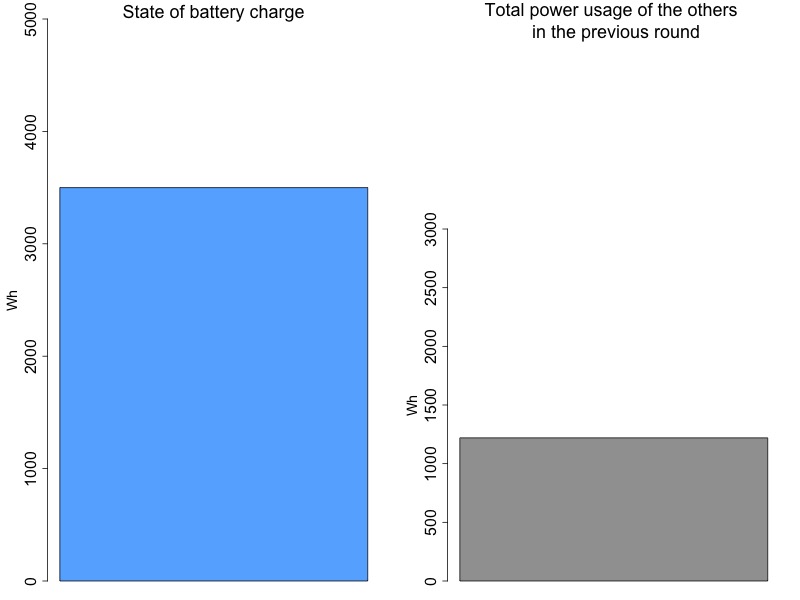 State of battery charge
5000
4000
3000
2000
1000
0
Wh
Total power usage of the others
in the previous round
3000
2500
2000
1500
1000
500
0
Wh